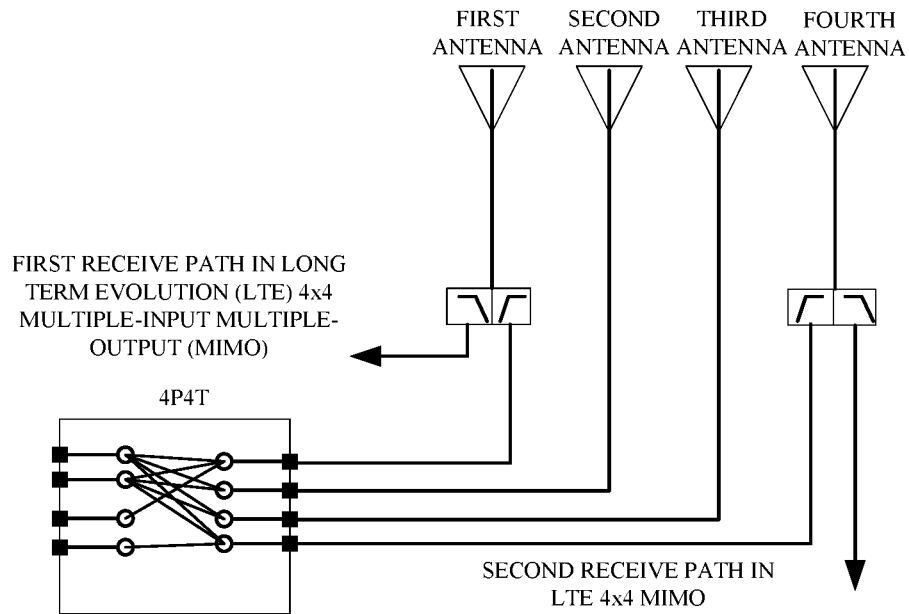 FIRST
ANTENNA
SECOND
ANTENNA
THIRD
ANTENNA
FOURTH
ANTENNA
FIRST RECEIVE PATH IN LONG
TERM EVOLUTION (LTE) 4x4
MULTIPLE-INPUT MULTIPLE-
OUTPUT (MIMO)
4P4T
SECOND RECEIVE PATH IN
LTE 4x4 MIMO